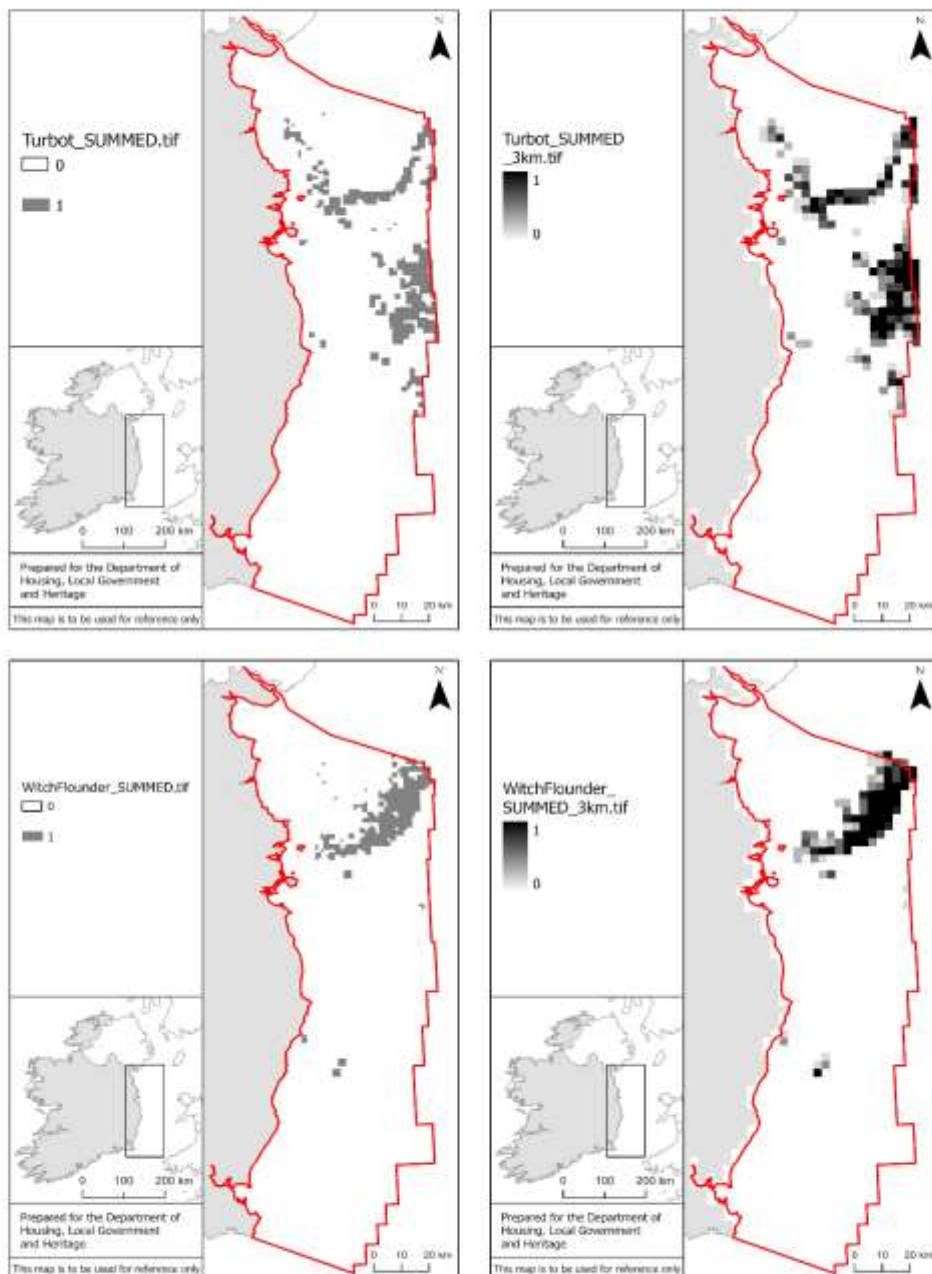 N
Turbot_SUMMED.tif
0
1
0 100 200 km
Prepared for the Department of
Housing, Local Government
and Heritage
This map is to be used for reference only
0 10 20 km
N
Turbot_SUMMED
_3km.tif
1
0
0 100 200 km
Prepared for the Department of
Housing, Local Government
and Heritage
This map is to be used for reference only
0 10 20 km
N
WitchFlounder_SUMMED.tif
0
1
0 100 200 km
Prepared for the Department of
Housing, Local Government
and Heritage
This map is to be used for reference only
0 10 20 km
N
WitchFlounder_
SUMMED_3km.tif
1
0
0 100 200 km
Prepared for the Department of
Housing, Local Government
and Heritage
This map is to be used for reference only
0 10 20 km